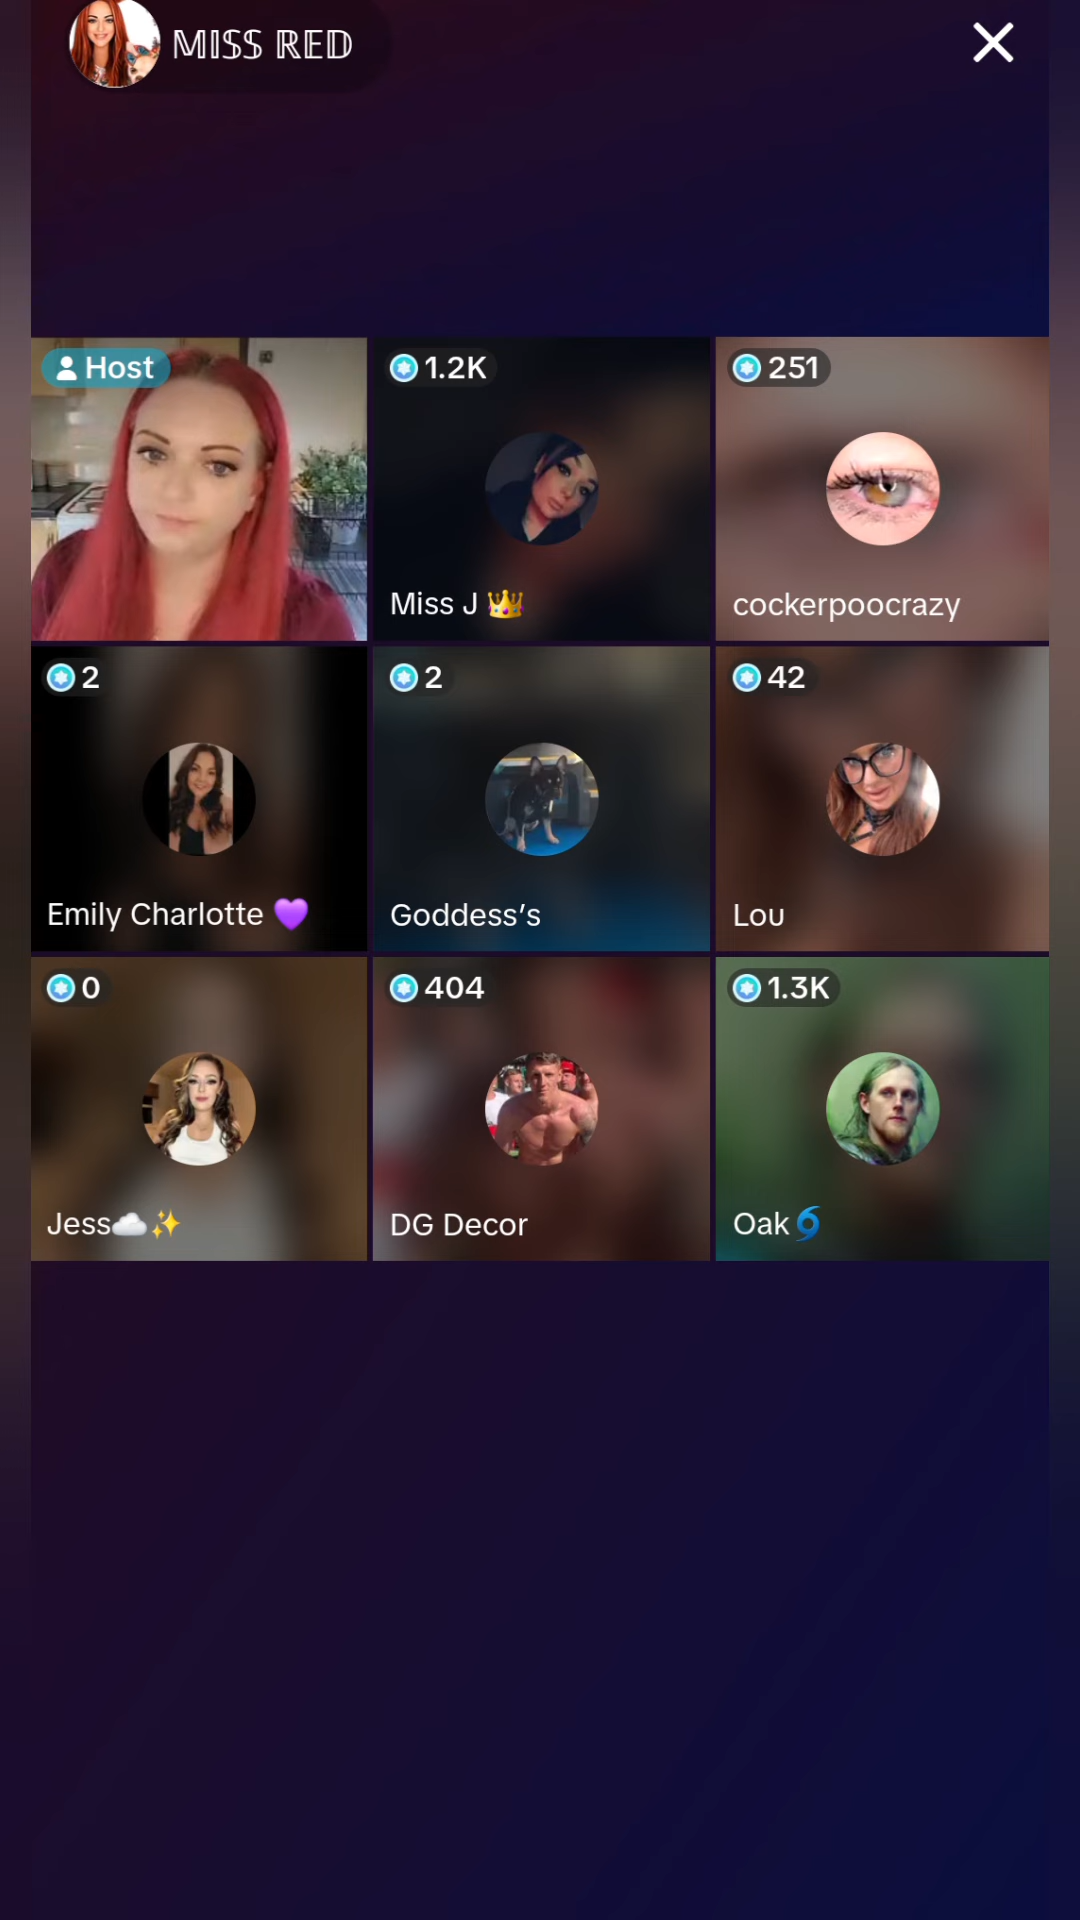 𝕄𝕀𝕊𝕊 ℝ𝔼𝔻
Host
1.2K
251
Miss J 👑
cockerpoocrazy
2
2
42
Emily Charlotte 💜
Goddess’s
Lou
0
404
1.3K
Jess☁️✨
DG Decor
Oak🌀